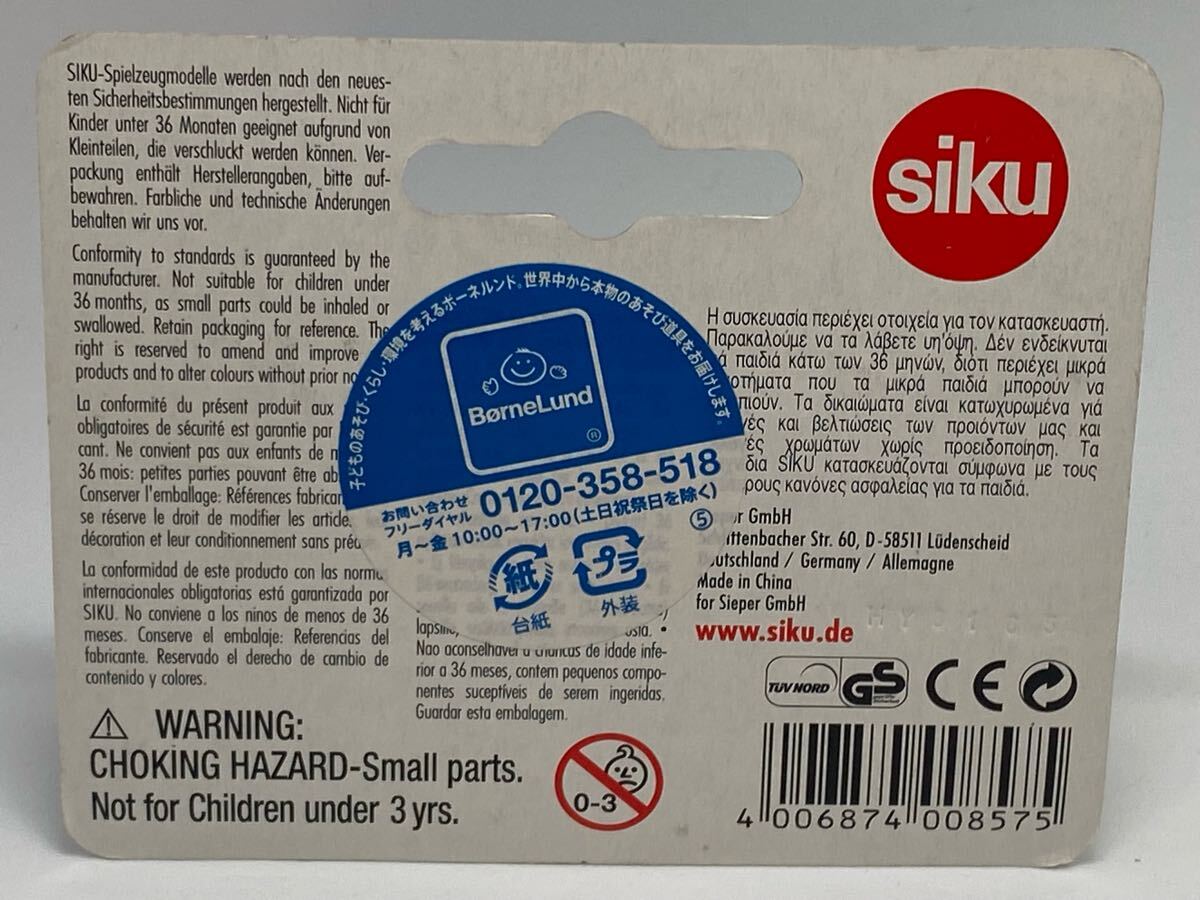 SIKU-Spielzeugmodelle werden nach den neues-
ten Sicherheitsbestimmungen hergestellt. Nicht für
Kinder unter 36 Monaten geeignet aufgrund von
Kleinteilen, die verschluckt werden können. Ver-
packung enthält Herstellerangaben, bitte auf-
bewahren. Farbliche und technische Änderungen
behalten wir uns vor.
Conformity to standards is guaranteed by the
manufacturer. Not suitable for children under
36 months, as small parts could be inhaled or
swallowed. Retain packaging for reference. The
right is reserved to amend and improve
products and to alter colours without prior
La conformité du présent produit aux
obligatoires de sécurité est garantie par
cant. Ne convient pas aux enfants de
36 mois: petites parties pouvant être
Conserver l'emballage: Références
se réserve le droit de modifier les
décoration et leur conditionnement sans
La conformidad de este producto con las
internacionales obligatorias está garantizada por
SIKU. No conviene a los ninos de menos de 36
meses. Conserve el embalaje: Referencias del
fabricante. Reservado el derecho de cambio de
contenido y colores.
WARNING:
CHOKING HAZARD-Small parts.
Not for Children under 3 yrs.
子どものあそび・くらし・環境を考えるボーネルンド。世界中から本物のあそび道具をお届けします。
BørneLund
®
お問い合わせ
フリーダイヤル 0120-358-518
月～金 10:00～17:00(土日祝祭日を除く)
⑤
紙 プラ
台紙 外装
Nao aconselhavel a de idade infe-
rior a 36 meses, contem pequenos compo-
nentes suceptíveis de serem ingeridas.
Guardar esta embalagem.
0-3
siku
Η συσκευασία περιέχει οτοιχεία για τον κατασκευαστή.
Παρακαλούμε να τα λάβετε υη'όψη. Δέν ενδείκνυται
παιδιά κάτω των 36 μηνών, διότι περιέχει μικρά
που τα μικρά παιδιά μπορούν να
Τα δικαιώματα είναι κατωχυρωμένα γιά
και βελτιώσεις των προιόντων μας και
χρωμάτων χωρίς προειδοποίηση. Τα
SIKU κατασκευάζονται σύμφωνα με τους
κανόνες ασφαλείας για τα παιδιά.
GmbH
Str. 60, D-58511 Lüdenscheid
/ Germany / Allemagne
Made in China
for Sieper GmbH
www.siku.de
TÜV NORD GS CE
4 006874 008575